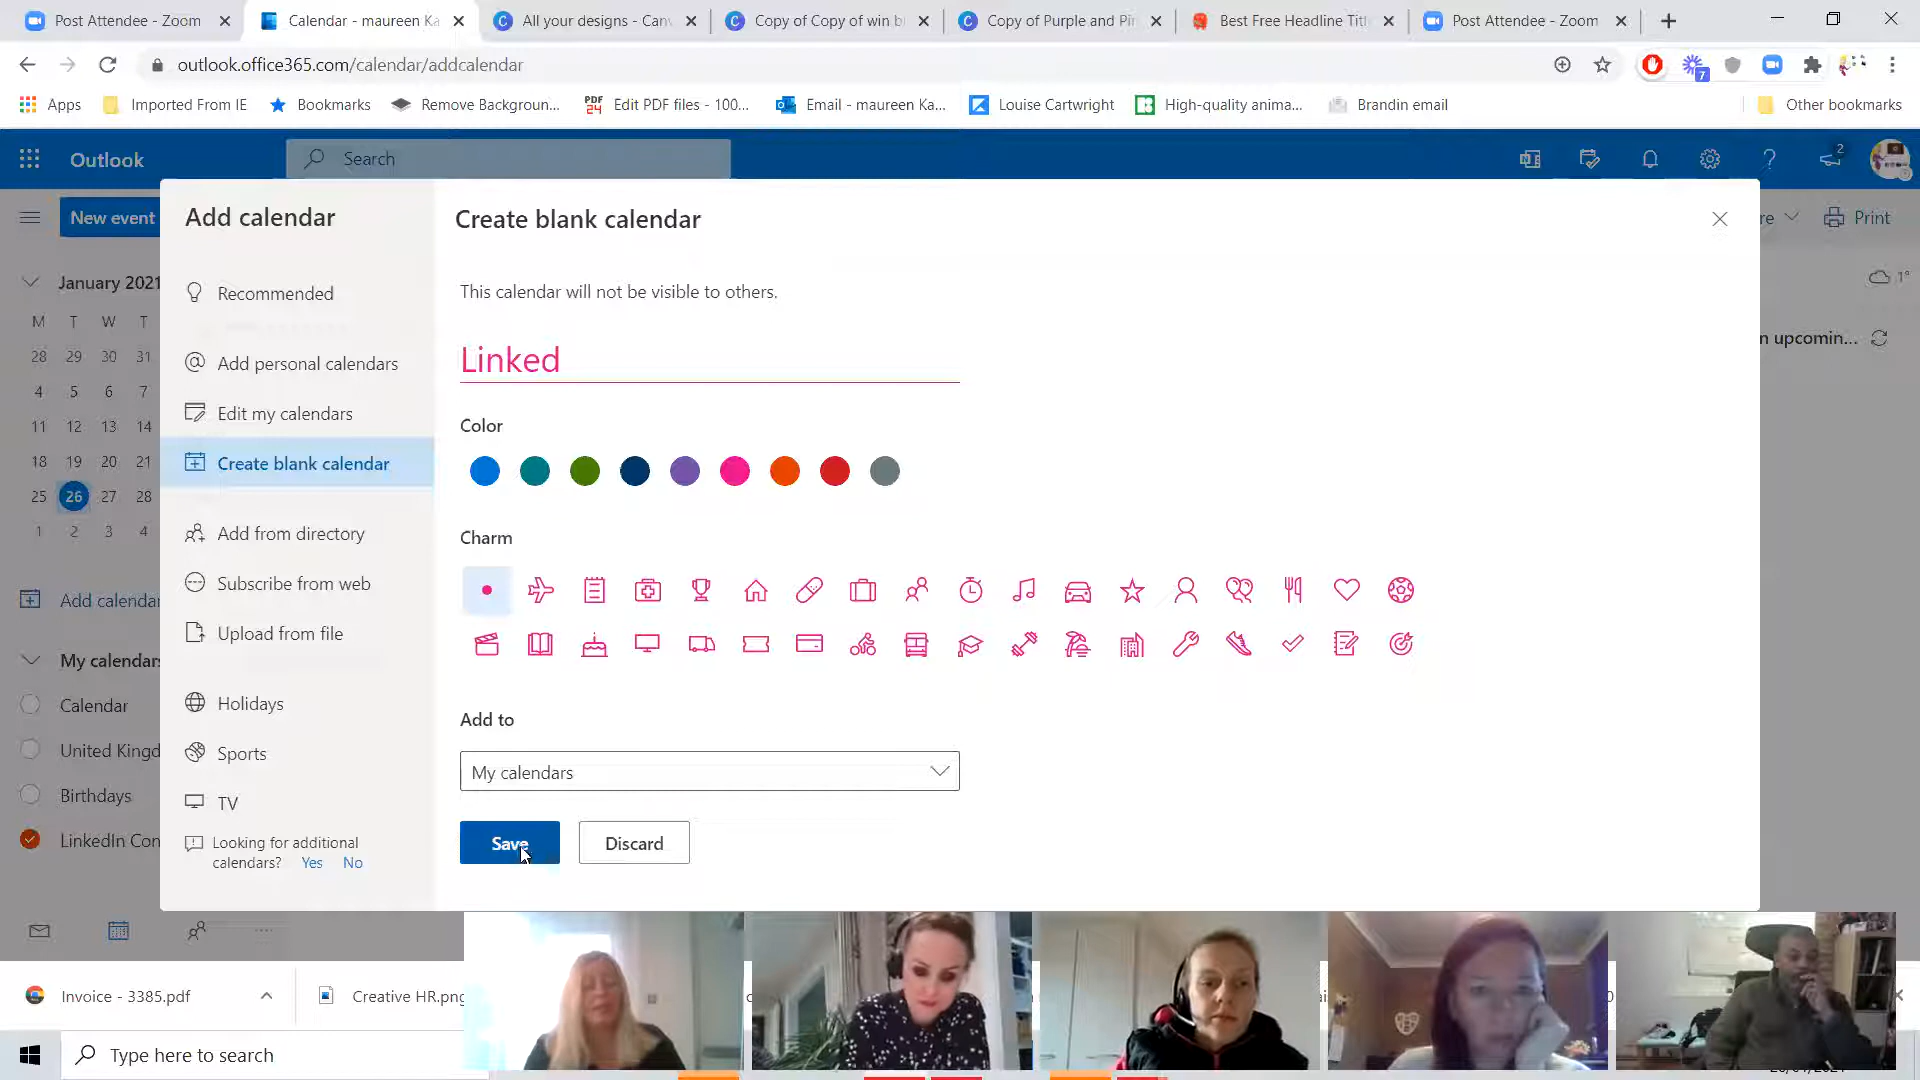 Post Attendee - Zoom
Calendar - maureen Ka
All your designs - Can
Copy of Copy of win b
Copy of Purple and Pi
Best Free Headline Titl
Post Attendee - Zoom
outlook.office365.com/calendar/addcalendar
7
Apps
Imported From IE
Bookmarks
Remove Backgroun...
PDF 24
Edit PDF files - 100...
Email - maureen Ka...
Louise Cartwright
High-quality anima...
Brandin email
Other bookmarks
Outlook
Search
2
New event
Print
Add calendar
Create blank calendar
January 2021
M T W T
28 29 30 31
4 5 6 7
11 12 13 14
18 19 20 21
25 26 27 28
1 2 3 4
Recommended
Add personal calendars
Edit my calendars
Create blank calendar
Add from directory
Subscribe from web
Upload from file
Holidays
Sports
TV
Looking for additional
calendars? Yes No
This calendar will not be visible to others.
Linked
Color
Charm
Add to
My calendars
Save
Discard
1°
n upcomin...
Add calendar
My calendars
Calendar
United Kingd
Birthdays
LinkedIn Con
Invoice - 3385.pdf
Creative HR.png
Type here to search